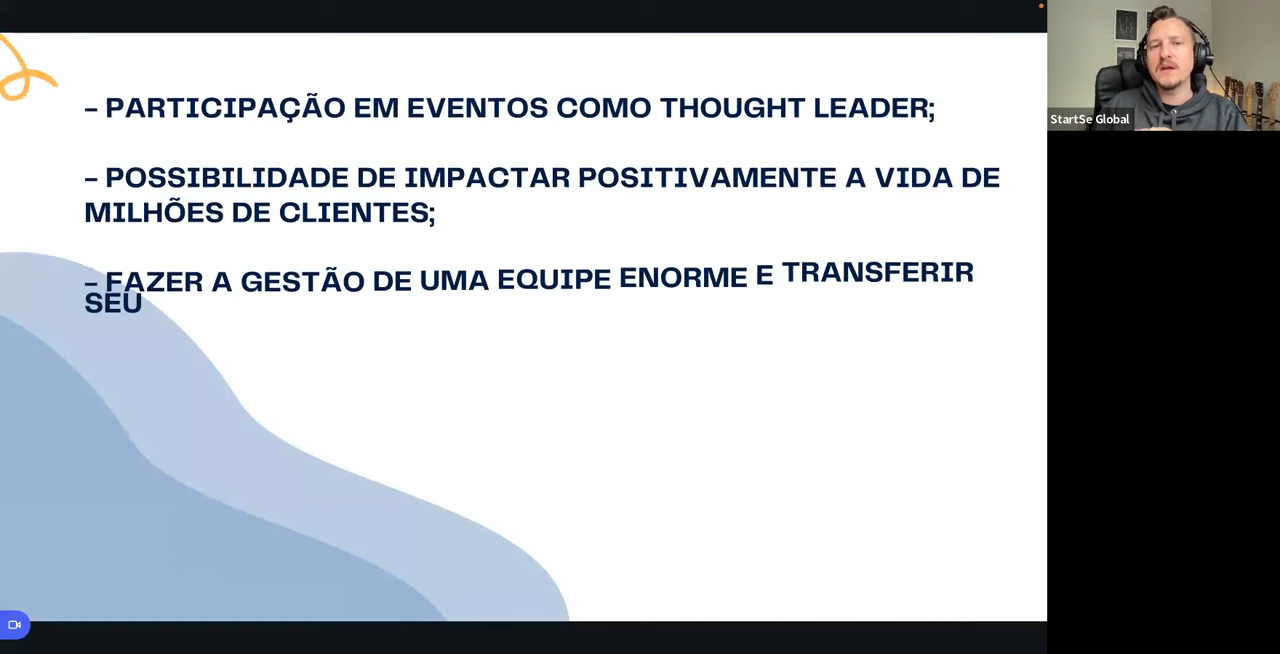 - PARTICIPAÇÃO EM EVENTOS COMO THOUGHT LEADER;
- POSSIBILIDADE DE IMPACTAR POSITIVAMENTE A VIDA DE
MILHÕES DE CLIENTES;
- FAZER A GESTÃO DE UMA EQUIPE ENORME E TRANSFERIR
SEU
StartSe Global